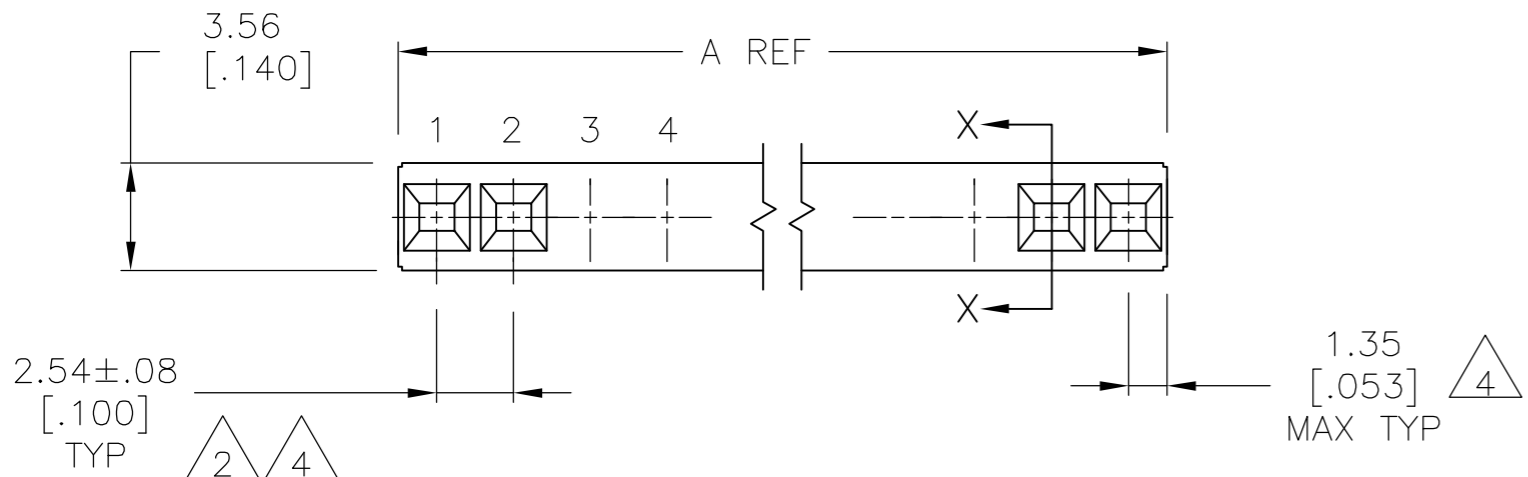 3.56
[.140]
A REF
1 2 3 4
X
X
2.54±.08
[.100]
TYP
2 4
1.35
[.053]
MAX TYP
4